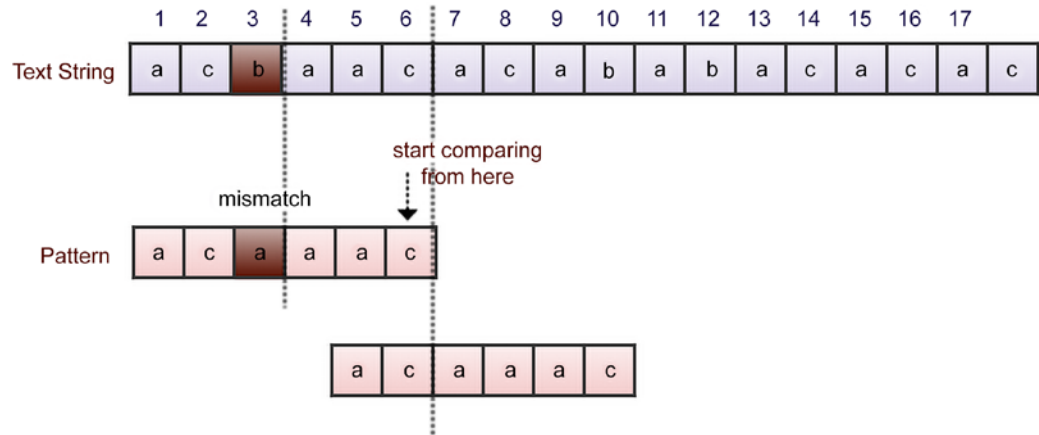 1 2 3 4 5 6 7 8 9 10 11 12 13 14 15 16 17
Text String a c b a a c a c a b a b a c a c a c
start comparing
from here
mismatch
Pattern a c a a a c
a c a a a c